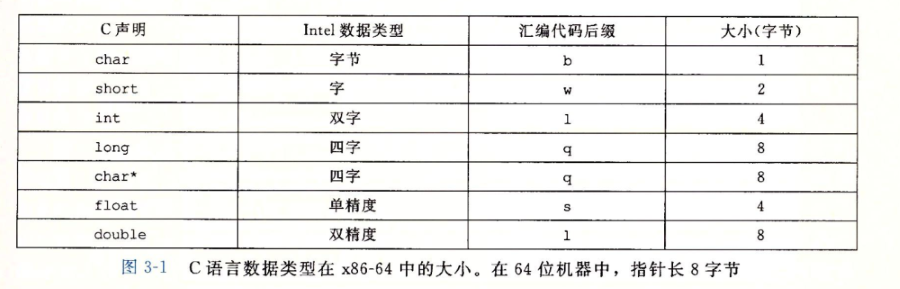 C 声明 Intel 数据类型 汇编代码后缀 大小(字节)
char 字节 b 1
short 字 w 2
int 双字 l 4
long 四字 q 8
char* 四字 q 8
float 单精度 s 4
double 双精度 l 8
图 3-1 C 语言数据类型在 x86-64 中的大小。在 64 位机器中，指针长 8 字节